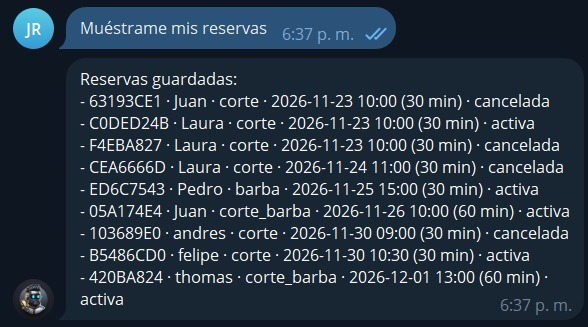 JR
Muéstrame mis reservas 6:37 p. m.
Reservas guardadas:
- 63193CE1 · Juan · corte · 2026-11-23 10:00 (30 min) · cancelada
- C0DED24B · Laura · corte · 2026-11-23 10:00 (30 min) · activa
- F4EBA827 · Laura · corte · 2026-11-23 10:00 (30 min) · cancelada
- CEA6666D · Laura · corte · 2026-11-24 11:00 (30 min) · cancelada
- ED6C7543 · Pedro · barba · 2026-11-25 15:00 (30 min) · activa
- 05A174E4 · Juan · corte_barba · 2026-11-26 10:00 (60 min) · activa
- 103689E0 · andres · corte · 2026-11-30 09:00 (30 min) · cancelada
- B5486CD0 · felipe · corte · 2026-11-30 10:30 (30 min) · activa
- 420BA824 · thomas · corte_barba · 2026-12-01 13:00 (60 min) ·
activa
6:37 p. m.